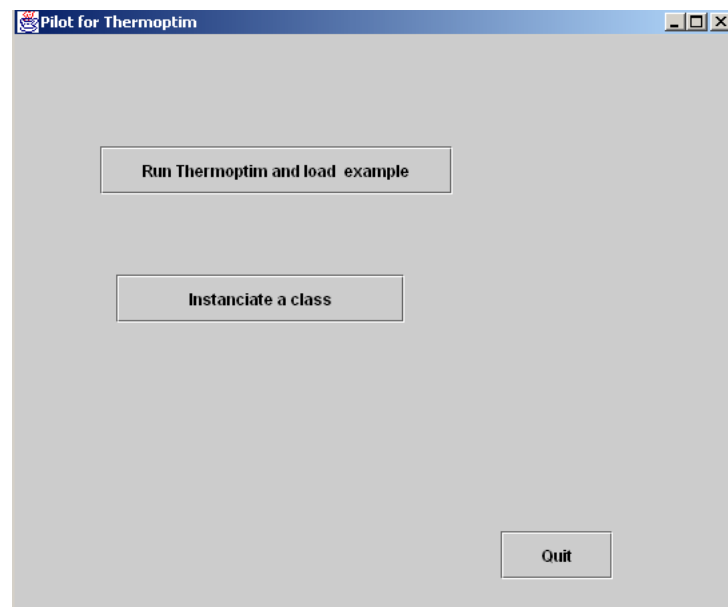 Pilot for Thermoptim
Run Thermoptim and load example
Instanciate a class
Quit